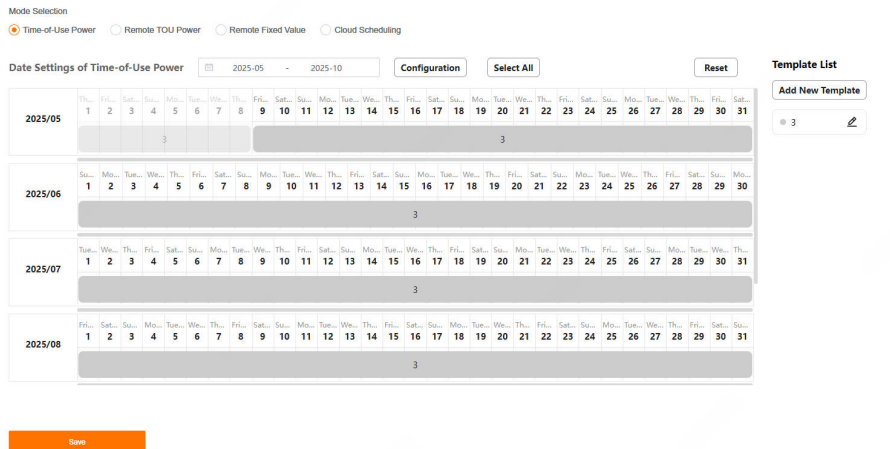 Mode Selection
Time-of-Use Power Remote TOU Power Remote Fixed Value Cloud Scheduling
Date Settings of Time-of-Use Power 2025-05 - 2025-10 Configuration Select All Reset
Template List
Add New Template
3
2025/05
Th... Fri... Sat... Su... Mo... Tue... We... Th... Fri... Sat... Su... Mo... Tue... We... Th... Fri... Sat... Su... Mo... Tue... We... Th... Fri... Sat... Su... Mo... Tue... We... Th... Fri... Sat...
1 2 3 4 5 6 7 8 9 10 11 12 13 14 15 16 17 18 19 20 21 22 23 24 25 26 27 28 29 30 31
3 3
2025/06
Su... Mo... Tue... We... Th... Fri... Sat... Su... Mo... Tue... We... Th... Fri... Sat... Su... Mo... Tue... We... Th... Fri... Sat... Su... Mo... Tue... We... Th... Fri... Sat... Su... Mo...
1 2 3 4 5 6 7 8 9 10 11 12 13 14 15 16 17 18 19 20 21 22 23 24 25 26 27 28 29 30
3
2025/07
Tue... We... Th... Fri... Sat... Su... Mo... Tue... We... Th... Fri... Sat... Su... Mo... Tue... We... Th... Fri... Sat... Su... Mo... Tue... We... Th... Fri... Sat... Su... Mo... Tue... We... Th...
1 2 3 4 5 6 7 8 9 10 11 12 13 14 15 16 17 18 19 20 21 22 23 24 25 26 27 28 29 30 31
3
2025/08
Fri... Sat... Su... Mo... Tue... We... Th... Fri... Sat... Su... Mo... Tue... We... Th... Fri... Sat... Su... Mo... Tue... We... Th... Fri... Sat... Su... Mo... Tue... We... Th... Fri... Sat... Su...
1 2 3 4 5 6 7 8 9 10 11 12 13 14 15 16 17 18 19 20 21 22 23 24 25 26 27 28 29 30 31
3
Save